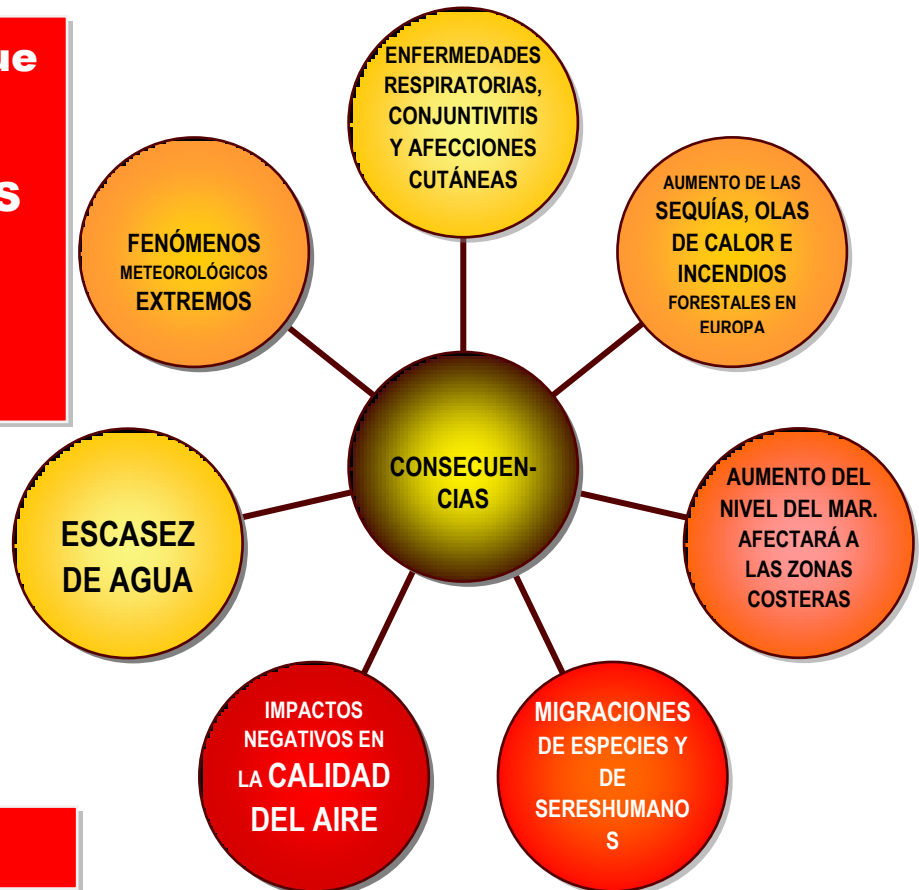 ue
S
ENFERMEDADES
RESPIRATORIAS,
CONJUNTIVITIS
Y AFECCIONES
CUTÁNEAS
AUMENTO DE LAS
SEQUÍAS, OLAS
DE CALOR E
INCENDIOS
FORESTALES EN
EUROPA
AUMENTO DEL
NIVEL DEL MAR.
AFECTARÁ A
LAS ZONAS
COSTERAS
MIGRACIONES
DE ESPECIES Y
DE
SERESHUMANO
S
IMPACTOS
NEGATIVOS EN
LA CALIDAD
DEL AIRE
ESCASEZ
DE AGUA
FENÓMENOS
METEOROLÓGICOS
EXTREMOS
CONSECUEN-
CIAS